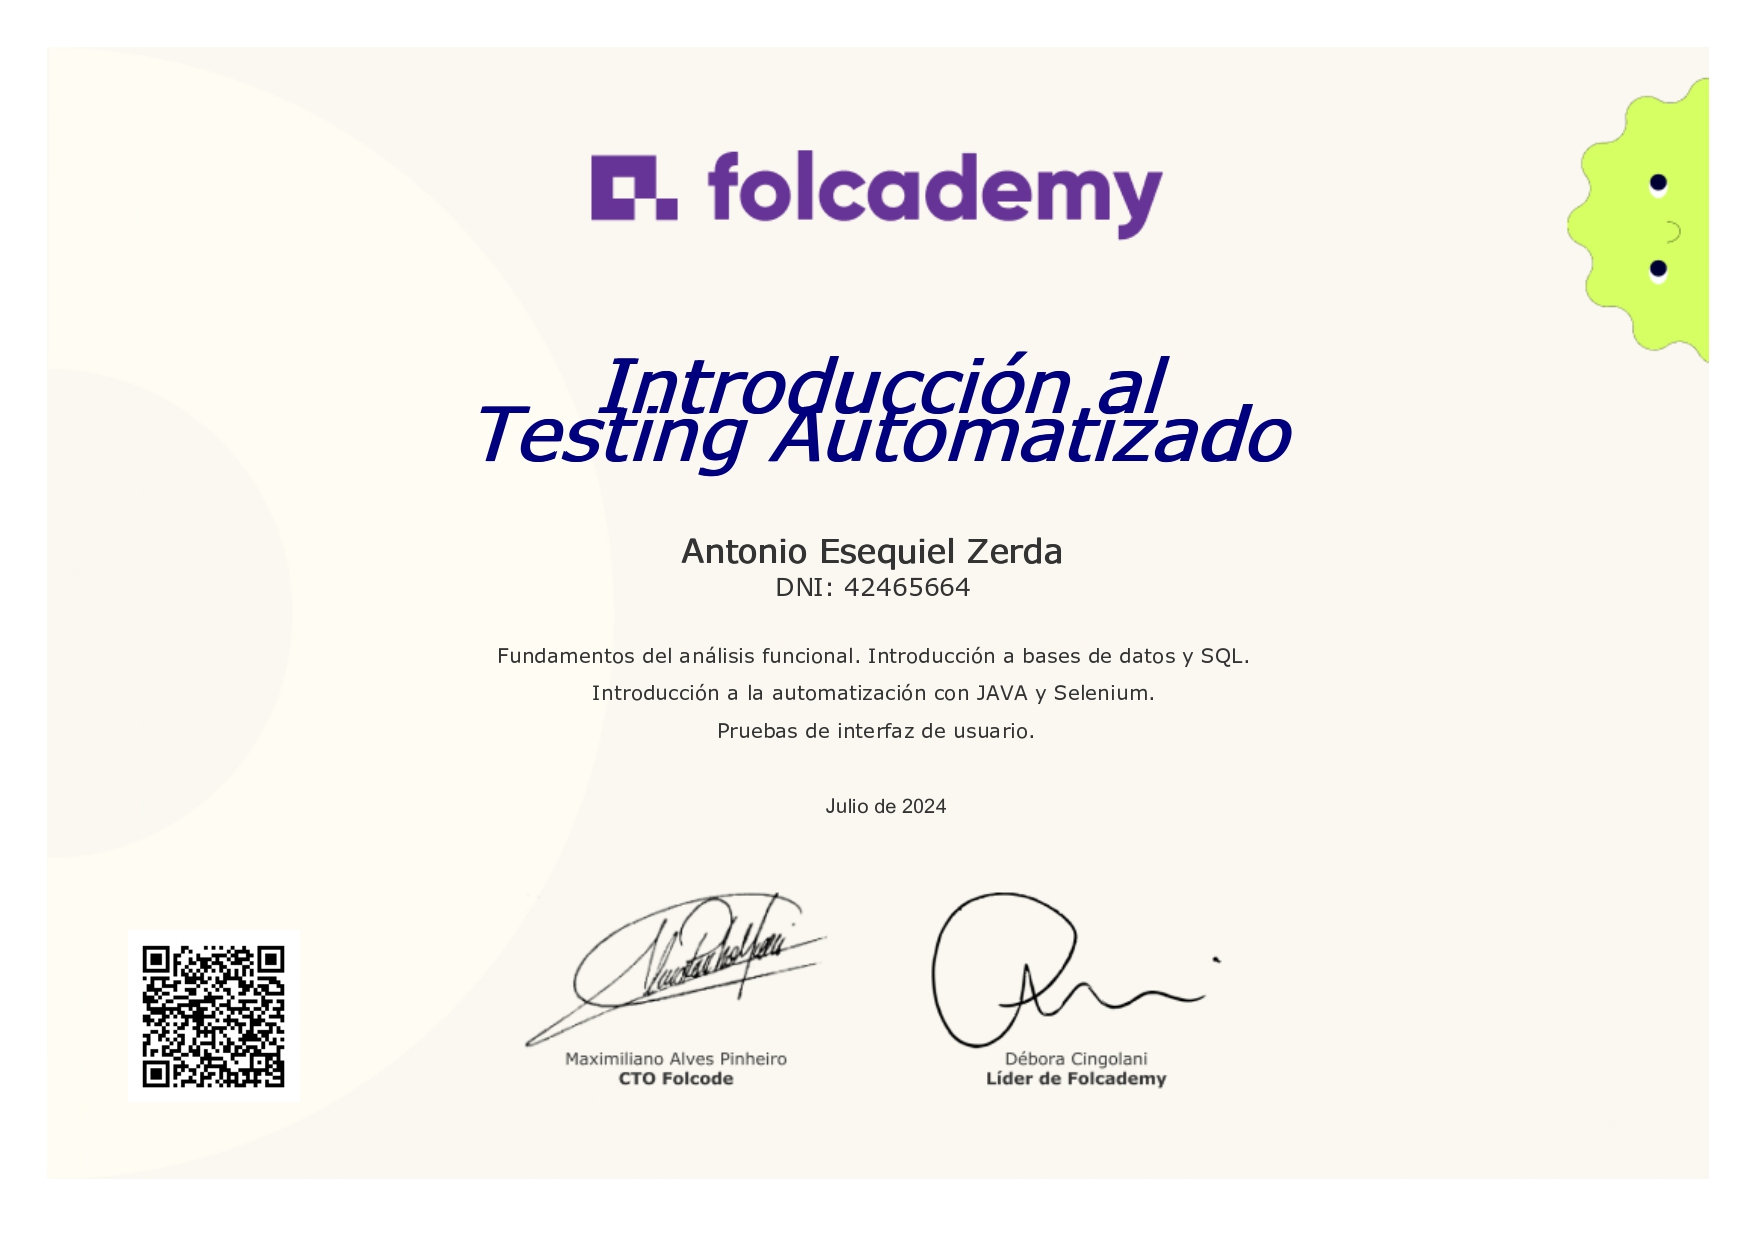 folcademy
Introducción al
Testing Automatizado
Antonio Esequiel Zerda
DNI: 42465664
Fundamentos del análisis funcional. Introducción a bases de datos y SQL.
Introducción a la automatización con JAVA y Selenium.
Pruebas de interfaz de usuario.
Julio de 2024
Maximiliano Alves Pinheiro
CTO Folcode
Débora Cingolani
Líder de Folcademy